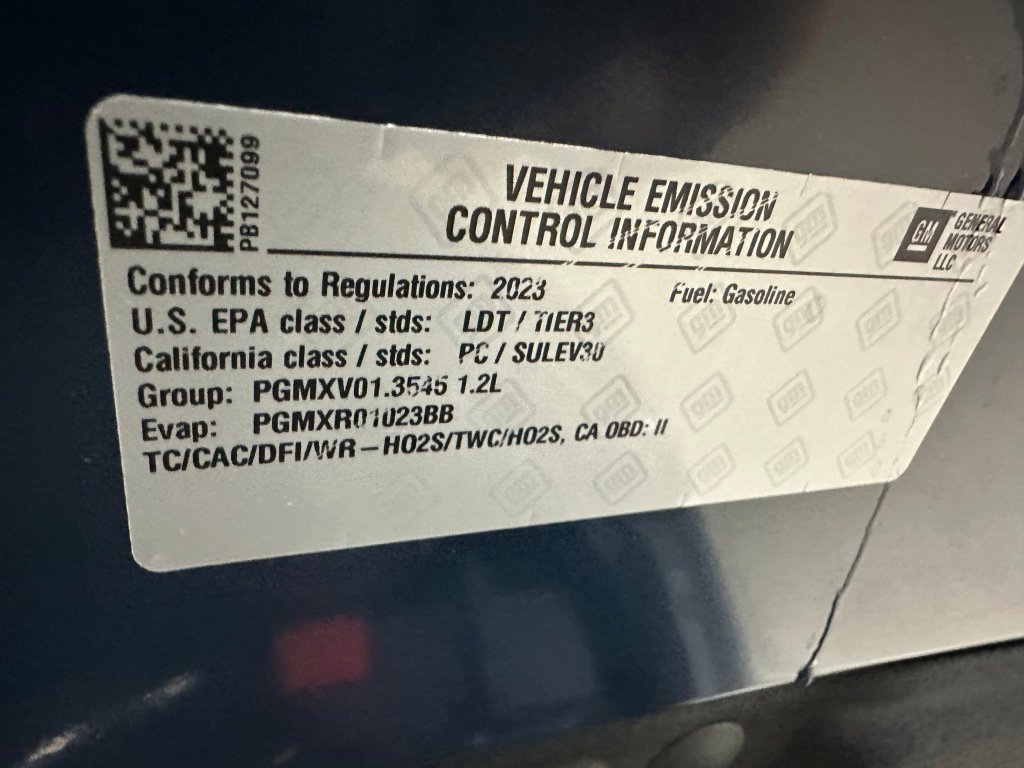 PB127099
VEHICLE EMISSION
CONTROL INFORMATION
gm
GENERAL
MOTORS
LLC
Conforms to Regulations: 2023
Fuel: Gasoline
U.S. EPA class / stds: LDT / TIER3
California class / stds: PC / SULEV30
Group: PGMXV01.3545 1.2L
Evap: PGMXR01023BB
TC/CAC/DFI/WR-HO2S/TWC/HO2S, CA OBD: II